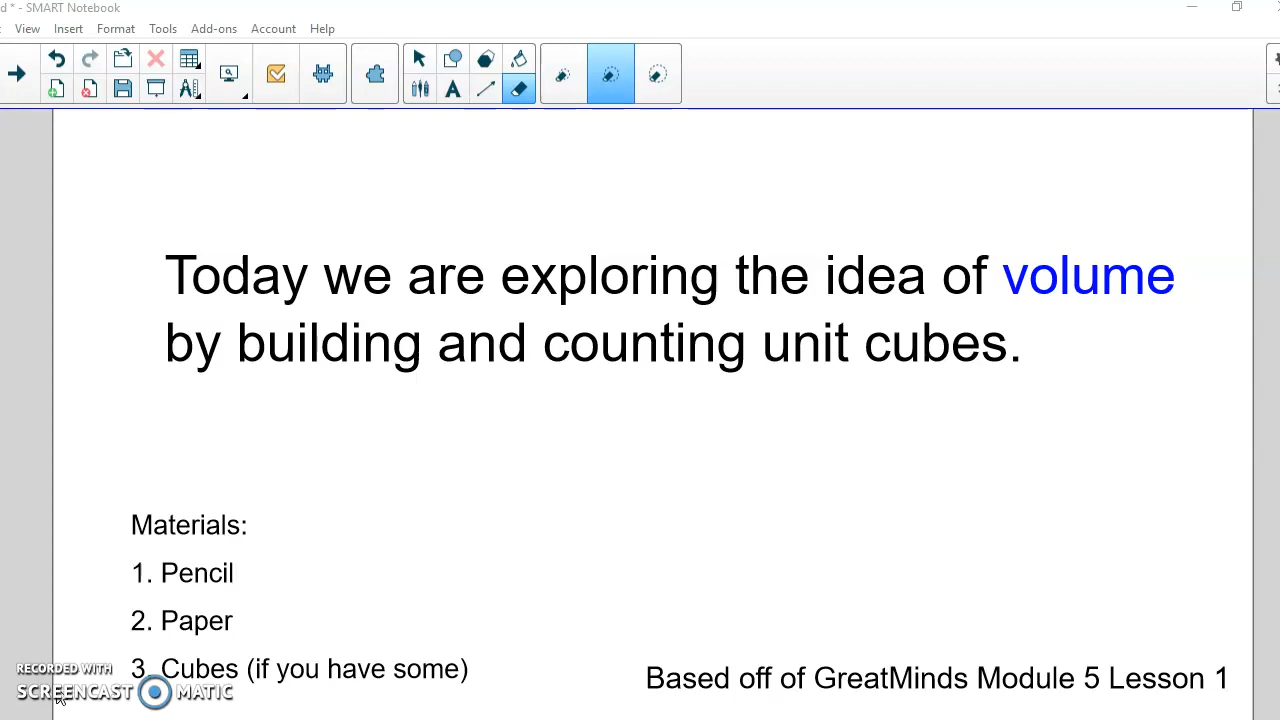 d * - SMART Notebook
View Insert Format Tools Add-ons Account Help
Today we are exploring the idea of volume
by building and counting unit cubes.
Materials:
1. Pencil
2. Paper
3. Cubes (if you have some)
Based off of GreatMinds Module 5 Lesson 1
RECORDED WITH
SCREENCAST MATIC